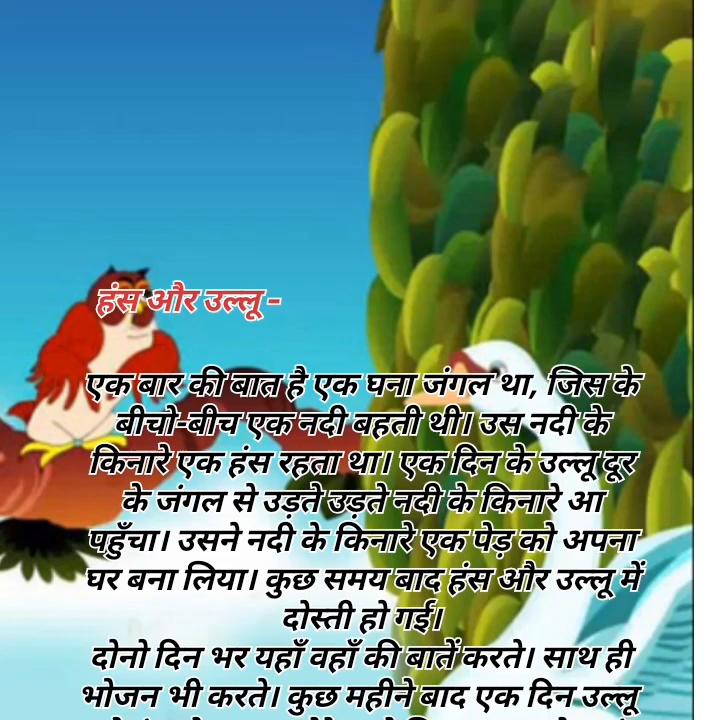 हंस और उल्लू -
एक बार की बात है एक घना जंगल था, जिस के
बीचो-बीच एक नदी बहती थी। उस नदी के
किनारे एक हंस रहता था। एक दिन के उल्लू दूर
के जंगल से उड़ते उड़ते नदी के किनारे आ
पहुँचा। उसने नदी के किनारे एक पेड़ को अपना
घर बना लिया। कुछ समय बाद हंस और उल्लू में
दोस्ती हो गई।
दोनो दिन भर यहाँ वहाँ की बातें करते। साथ ही
भोजन भी करते। कुछ महीने बाद एक दिन उल्लू